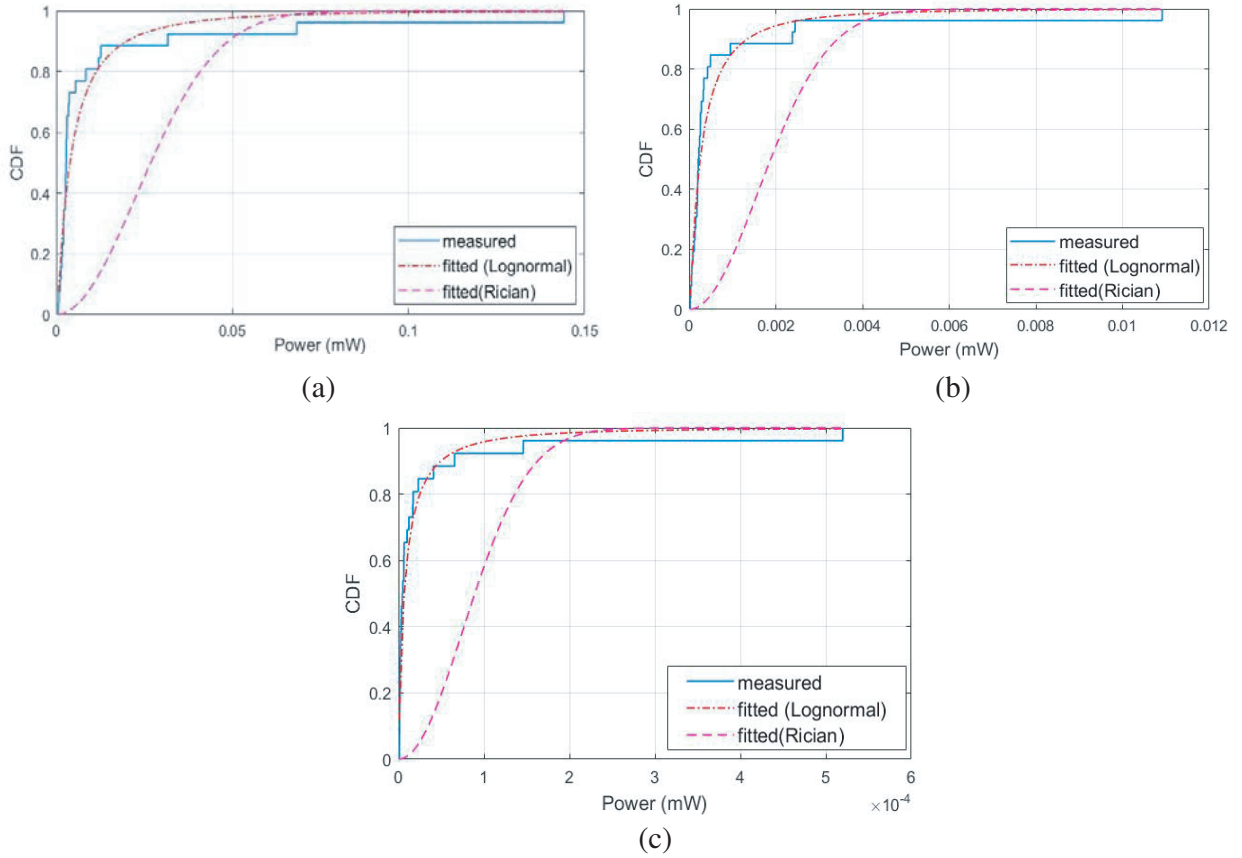 1
0.8
0.6
0.4
0.2
0
CDF
0
0.05
0.1
0.15
Power (mW)
measured
fitted (Lognormal)
fitted(Rician)
(a)
1
0.8
0.6
0.4
0.2
0
CDF
0
0.002
0.004
0.006
0.008
0.01
0.012
Power (mW)
measured
fitted (Lognormal)
fitted(Rician)
(b)
1
0.8
0.6
0.4
0.2
0
CDF
0
1
2
3
4
5
6
Power (mW)
×10-4
measured
fitted (Lognormal)
fitted(Rician)
(c)